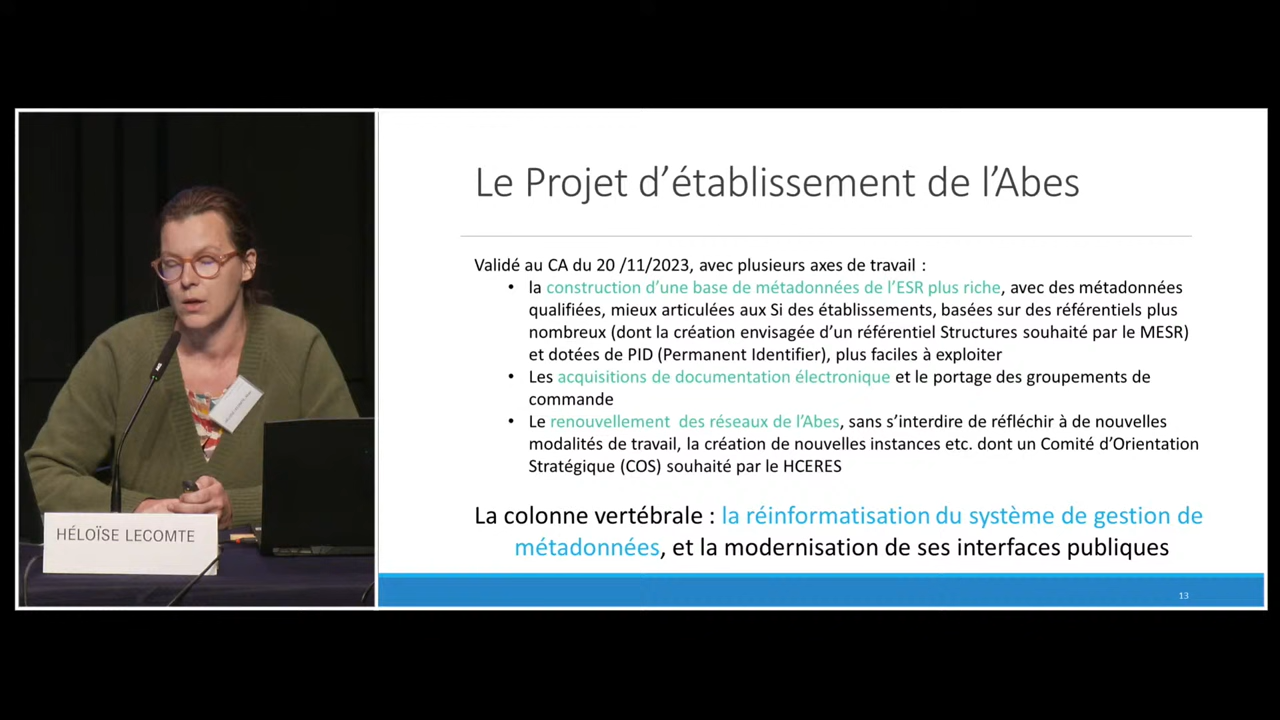 Le Projet d’établissement de l’Abes
Validé au CA du 20 /11/2023, avec plusieurs axes de travail :
• la construction d’une base de métadonnées de l’ESR plus riche, avec des métadonnées
qualifiées, mieux articulées aux Si des établissements, basées sur des référentiels plus
nombreux (dont la création envisagée d’un référentiel Structures souhaité par le MESR)
et dotées de PID (Permanent Identifier), plus faciles à exploiter
• Les acquisitions de documentation électronique et le portage des groupements de
commande
• Le renouvellement des réseaux de l’Abes, sans s’interdire de réfléchir à de nouvelles
modalités de travail, la création de nouvelles instances etc. dont un Comité d’Orientation
Stratégique (COS) souhaité par le HCERES
La colonne vertébrale : la réinformatisation du système de gestion de
métadonnées, et la modernisation de ses interfaces publiques
13
HÉLOÏSE LECOMTE